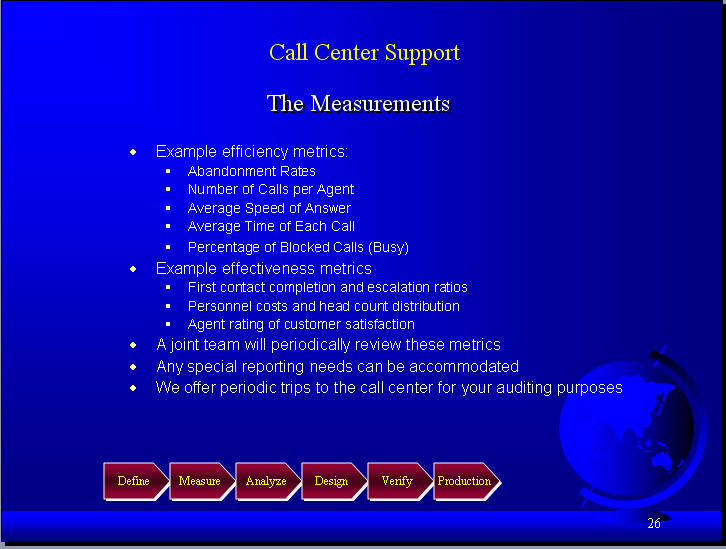 Call Center Support
The Measurements
Example efficiency metrics:
Abandonment Rates
Number of Calls per Agent
Average Speed of Answer
Average Time of Each Call
Percentage of Blocked Calls (Busy)
Example effectiveness metrics
First contact completion and escalation ratios
Personnel costs and head count distribution
Agent rating of customer satisfaction
A joint team will periodically review these metrics
Any special reporting needs can be accommodated
We offer periodic trips to the call center for your auditing purposes
Define Measure Analyze Design Verify Production
26